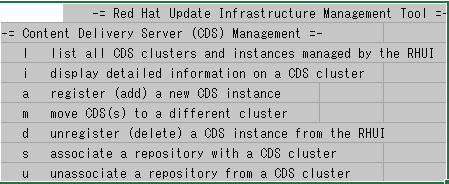 -= Red Hat Update Infrastructure Management Tool =-
-= Content Delivery Server (CDS) Management =-
l list all CDS clusters and instances managed by the RHUI
i display detailed information on a CDS cluster
a register (add) a new CDS instance
m move CDS(s) to a different cluster
d unregister (delete) a CDS instance from the RHUI
s associate a repository with a CDS cluster
u unassociate a repository from a CDS cluster